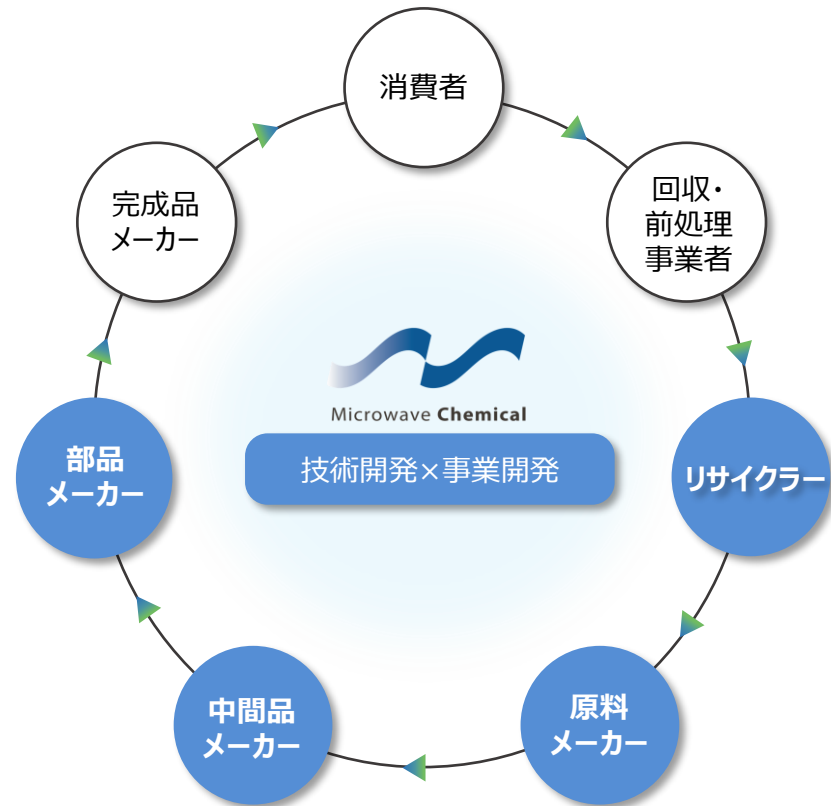 消費者
完成品
メーカー
回収・
前処理
事業者
Microwave Chemical
技術開発×事業開発
部品
メーカー
リサイクラー
中間品
メーカー
原料
メーカー